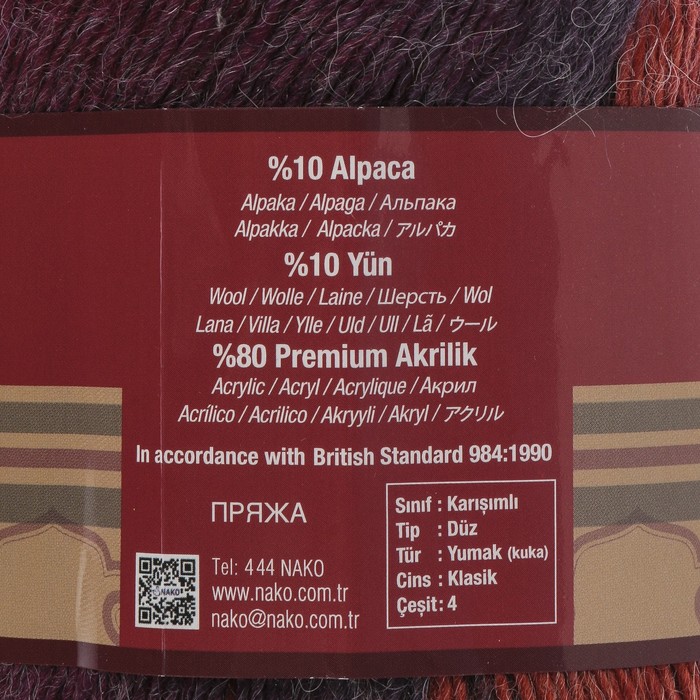 %10 Alpaca
Alpaka / Alpaga / Альпака
Alpakka / Alpacka / アルパカ
%10 Yün
Wool / Wolle / Laine / Шерсть / Wol
Lana / Villa / Ylle / Uld / Ull / Lã / ウール
%80 Premium Akrilik
Acrylic / Acryl / Acrylique / Акрил
Acrílico / Acrilico / Akryyli / Akryl / アクリル
In accordance with British Standard 984:1990
ПРЯЖА
NAKO
Tel: 444 NAKO
www.nako.com.tr
nako@nako.com.tr
Sınıf : Karışımlı
Tip : Düz
Tür : Yumak (kuka)
Cins : Klasik
Çeşit : 4